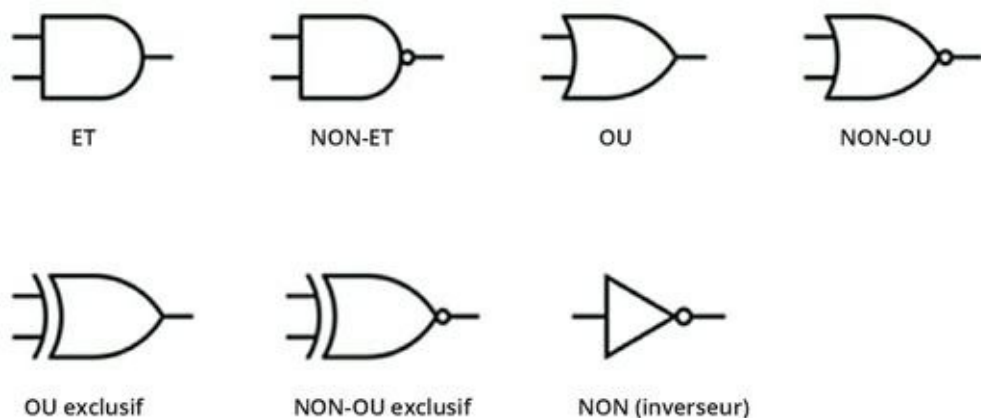 ET
NON-ET
OU
NON-OU
OU exclusif
NON-OU exclusif
NON (inverseur)